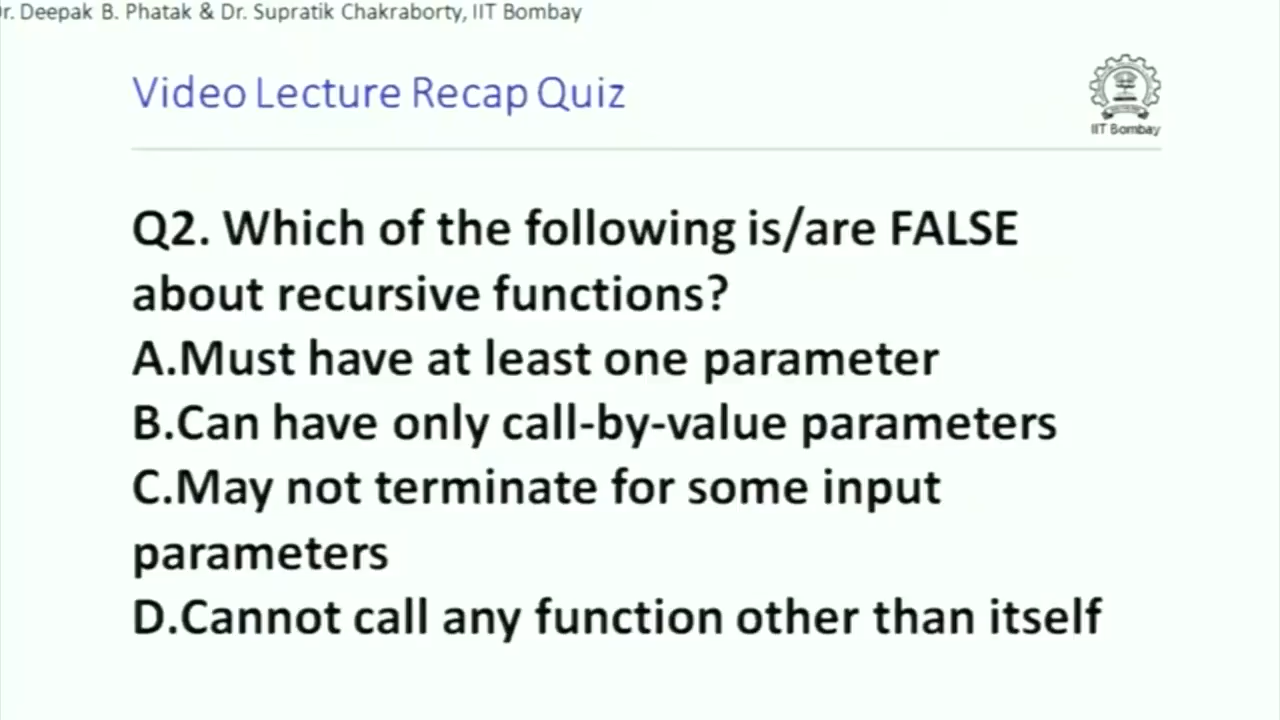 r. Deepak B. Phatak & Dr. Supratik Chakraborty, IIT Bombay
Video Lecture Recap Quiz
IIT Bombay
Q2. Which of the following is/are FALSE
about recursive functions?
A.Must have at least one parameter
B.Can have only call-by-value parameters
C.May not terminate for some input
parameters
D.Cannot call any function other than itself